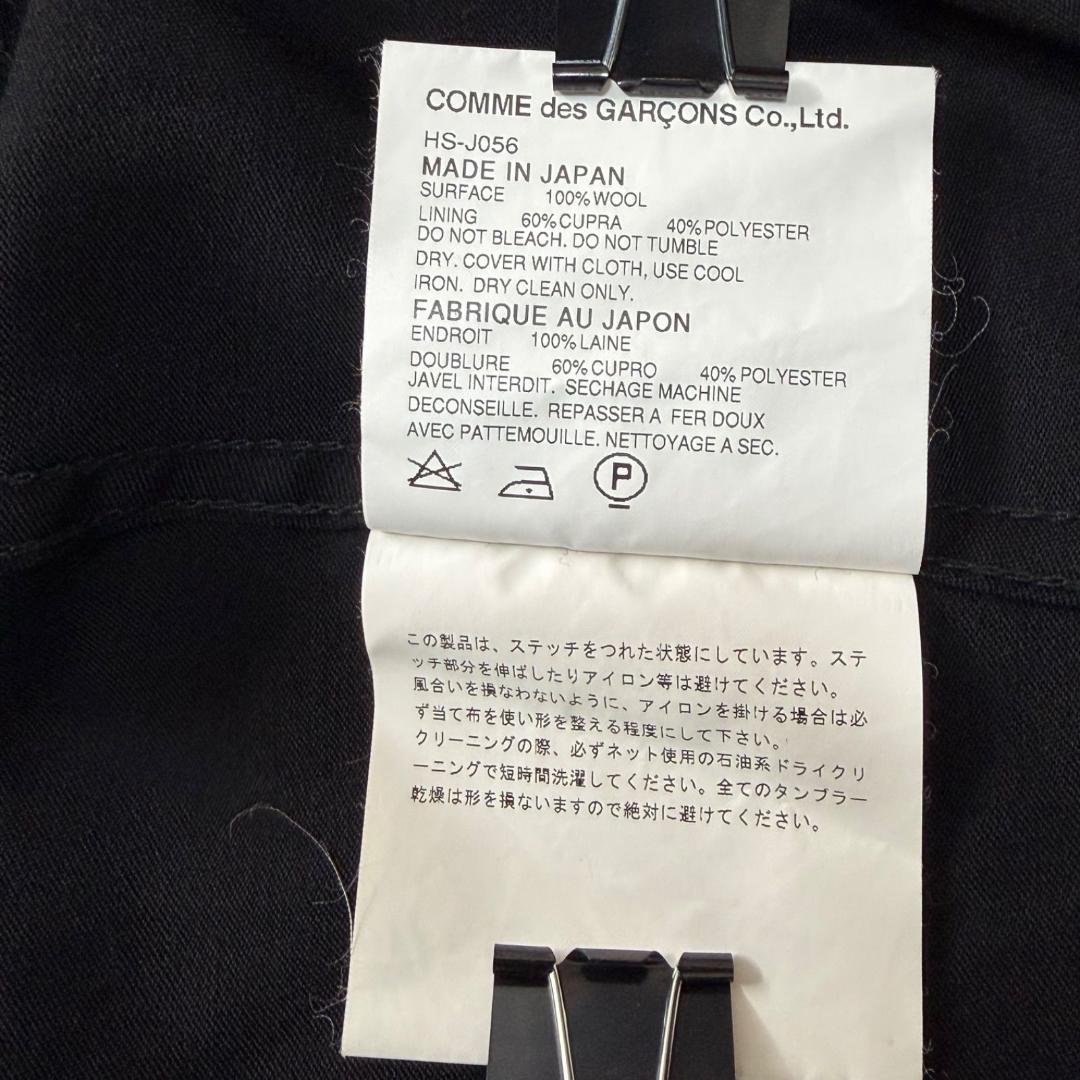 COMME des GARÇONS Co.,Ltd.
HS-J056
MADE IN JAPAN
SURFACE 100% WOOL
LINING 60% CUPRA 40% POLYESTER
DO NOT BLEACH. DO NOT TUMBLE
DRY. COVER WITH CLOTH, USE COOL
IRON. DRY CLEAN ONLY.
FABRIQUE AU JAPON
ENDROIT 100% LAINE
DOUBLURE 60% CUPRO 40% POLYESTER
JAVEL INTERDIT. SECHAGE MACHINE
DECONSEILLE. REPASSER A FER DOUX
AVEC PATTEMOUILLE. NETTOYAGE A SEC.
P
この製品は、ステッチをつれた状態にしています。ステ
ッチ部分を伸ばしたりアイロン等は避けてください。
風合いを損なわないように、アイロンを掛ける場合は必
ず当て布を使い形を整える程度にして下さい。
クリーニングの際、必ずネット使用の石油系ドライクリ
ーニングで短時間洗濯してください。全てのタンブラー
乾燥は形を損ないますので絶対に避けてください。